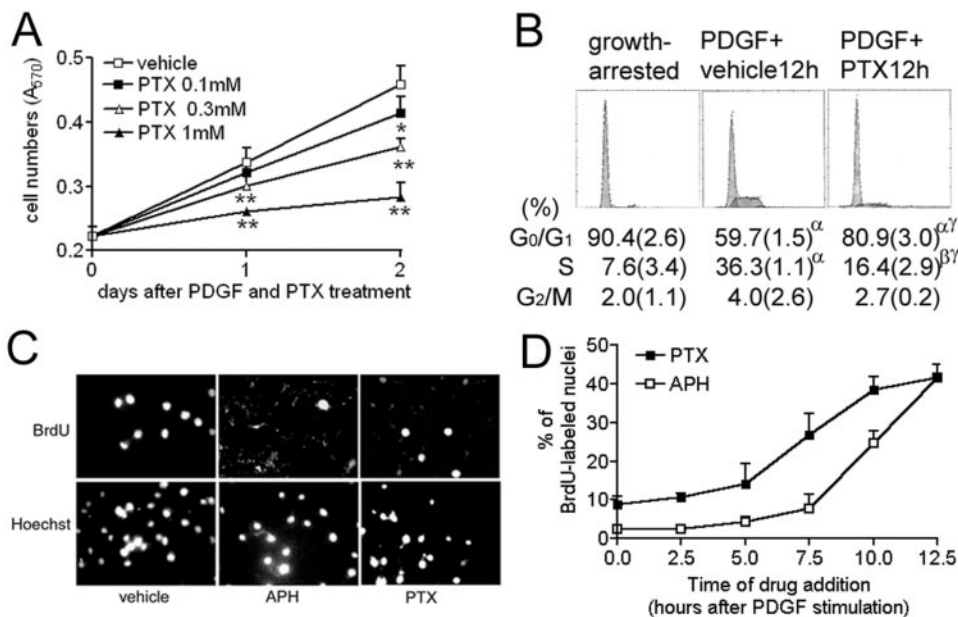 A
cell numbers (A570)
0.5
0.4
0.3
0.2
vehicle
PTX 0.1mM
PTX 0.3mM
PTX 1mM
*
**
**
**
**
0 1 2
days after PDGF and PTX treatment
B
growth-arrested
PDGF+
vehicle12h
PDGF+
PTX12h
(%)
G0/G1 90.4(2.6) 59.7(1.5)α 80.9(3.0)αγ
S 7.6(3.4) 36.3(1.1)α 16.4(2.9)βγ
G2/M 2.0(1.1) 4.0(2.6) 2.7(0.2)
C
BrdU
Hoechst
vehicle APH PTX
D
% of
BrdU-labeled nuclei
50
40
30
20
10
0
PTX
APH
0.0 2.5 5.0 7.5 10.0 12.5
Time of drug addition
(hours after PDGF stimulation)